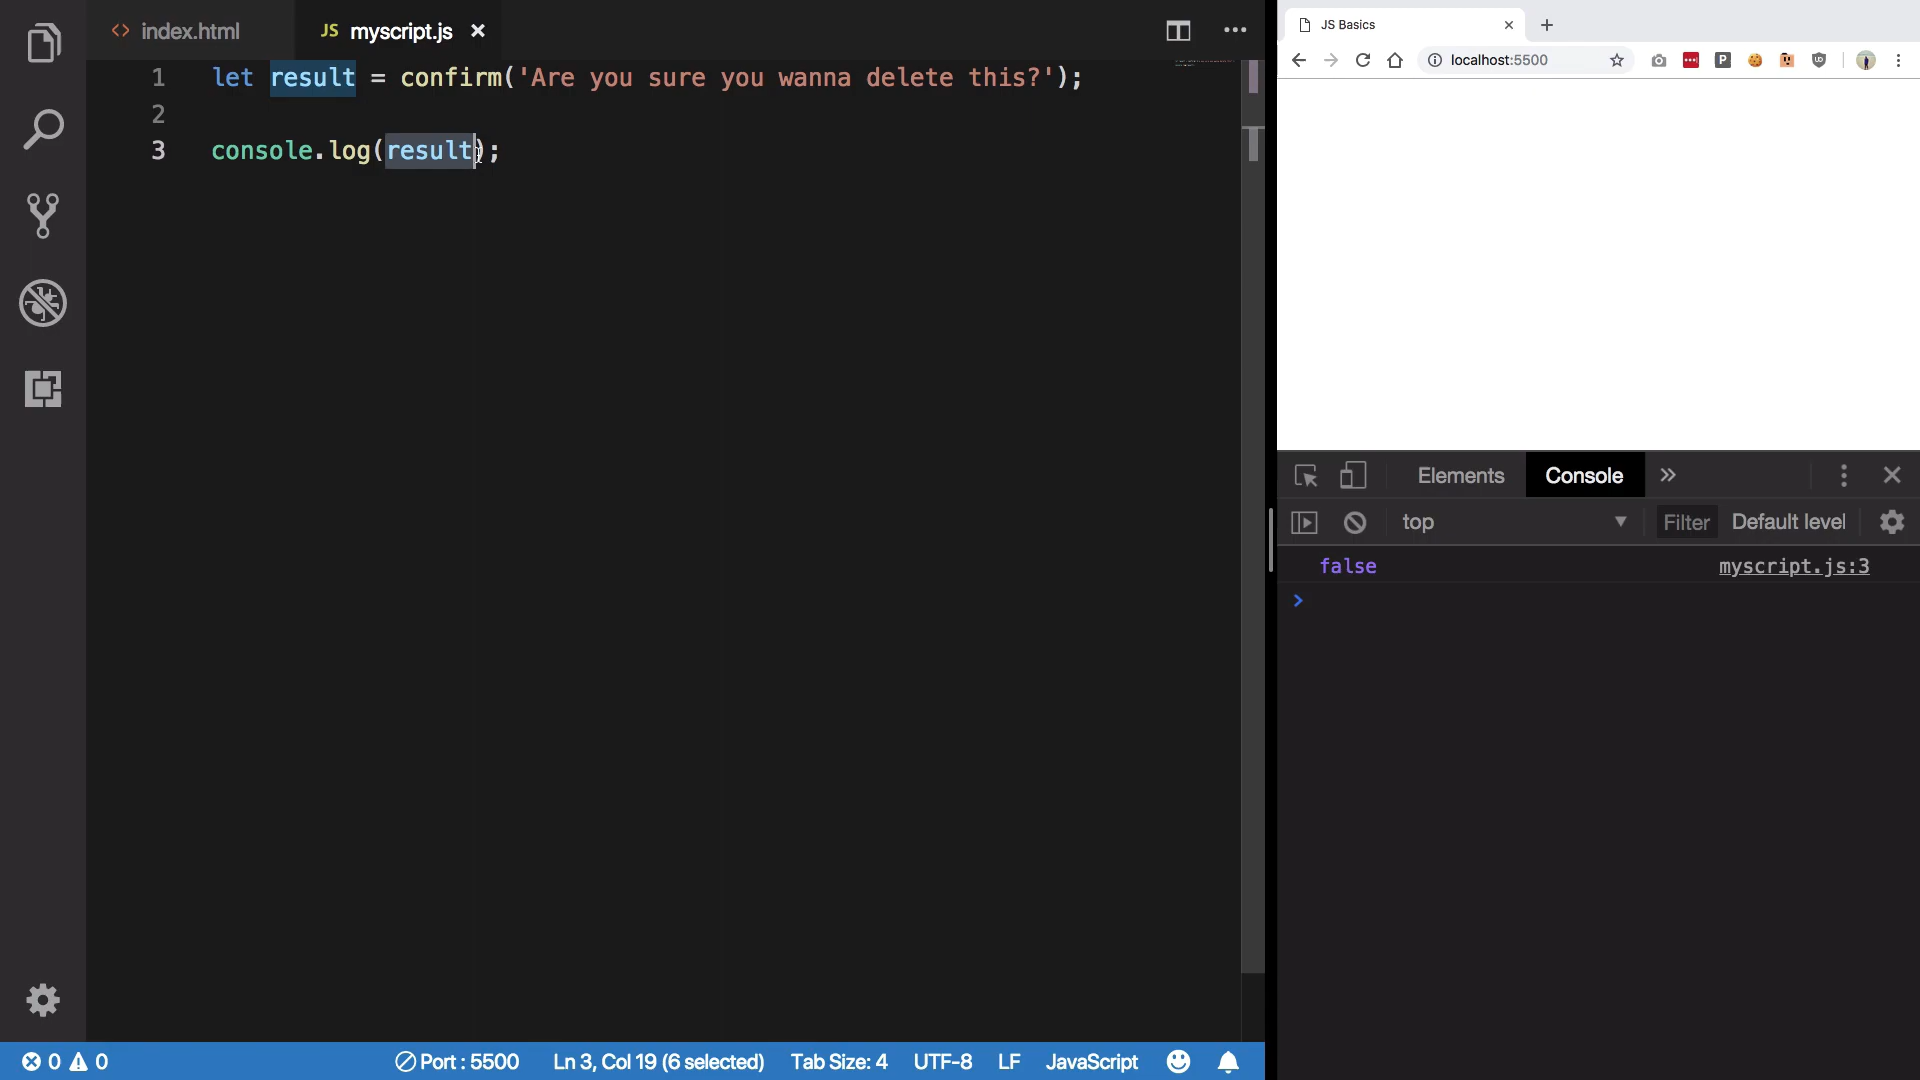 <> index.html
JS myscript.js
1 let result = confirm('Are you sure you wanna delete this?');
2
3 console.log(result);
0 0
Port : 5500
Ln 3, Col 19 (6 selected)
Tab Size: 4
UTF-8
LF
JavaScript
JS Basics
localhost:5500
Elements
Console
top
Filter
Default level
false
myscript.js:3